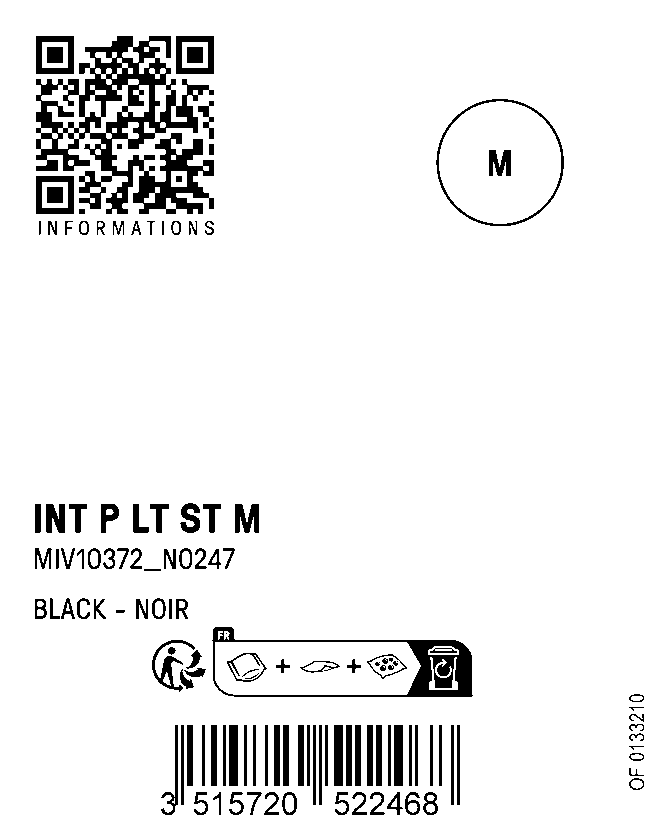 INFORMATIONS
M
INT P LT ST M
MIV10372_N0247
BLACK - NOIR
FR
3 515720 522468
OF 0133210